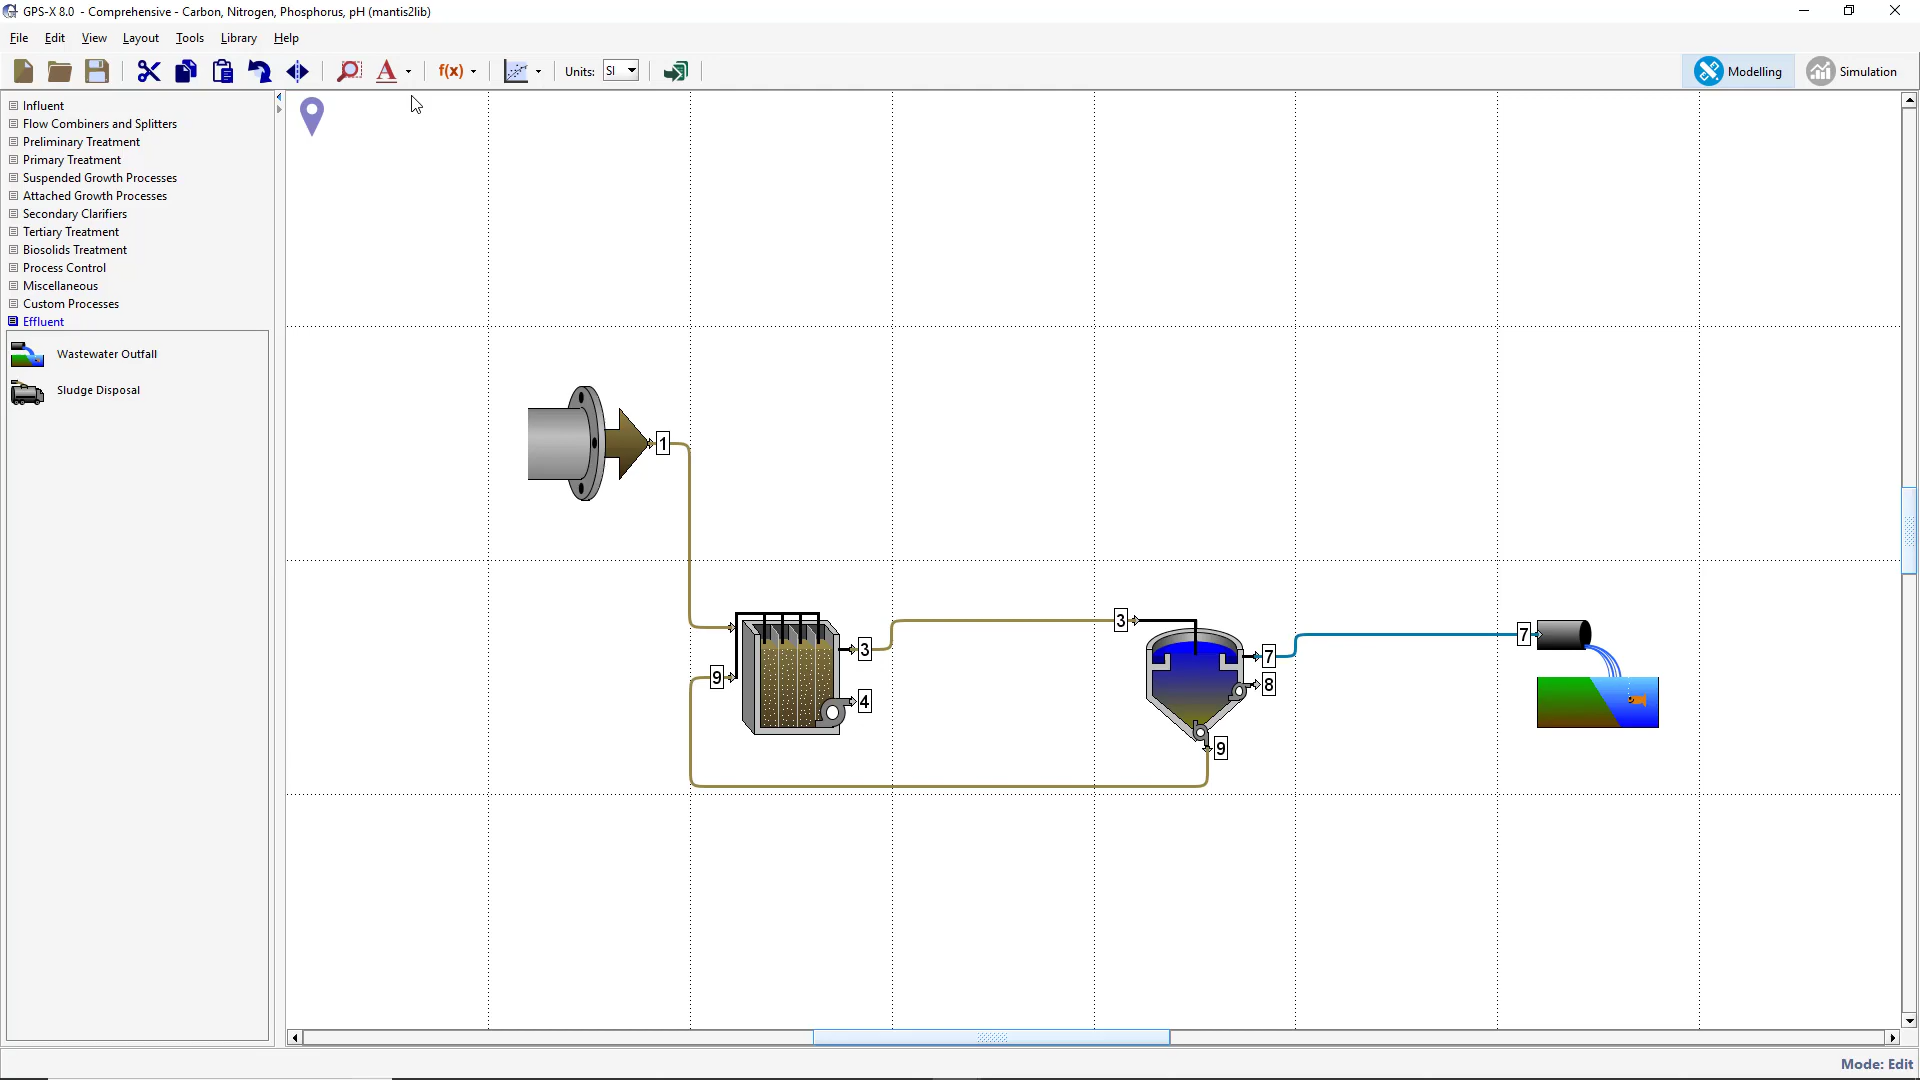 GPS-X 8.0 - Comprehensive - Carbon, Nitrogen, Phosphorus, pH (mantis2lib)
File Edit View Layout Tools Library Help
A f(x) Units: SI Modelling Simulation
Influent
Flow Combiners and Splitters
Preliminary Treatment
Primary Treatment
Suspended Growth Processes
Attached Growth Processes
Secondary Clarifiers
Tertiary Treatment
Biosolids Treatment
Process Control
Miscellaneous
Custom Processes
Effluent
Wastewater Outfall
Sludge Disposal
1
3
7
3
7
9
8
4
9
Mode: Edit